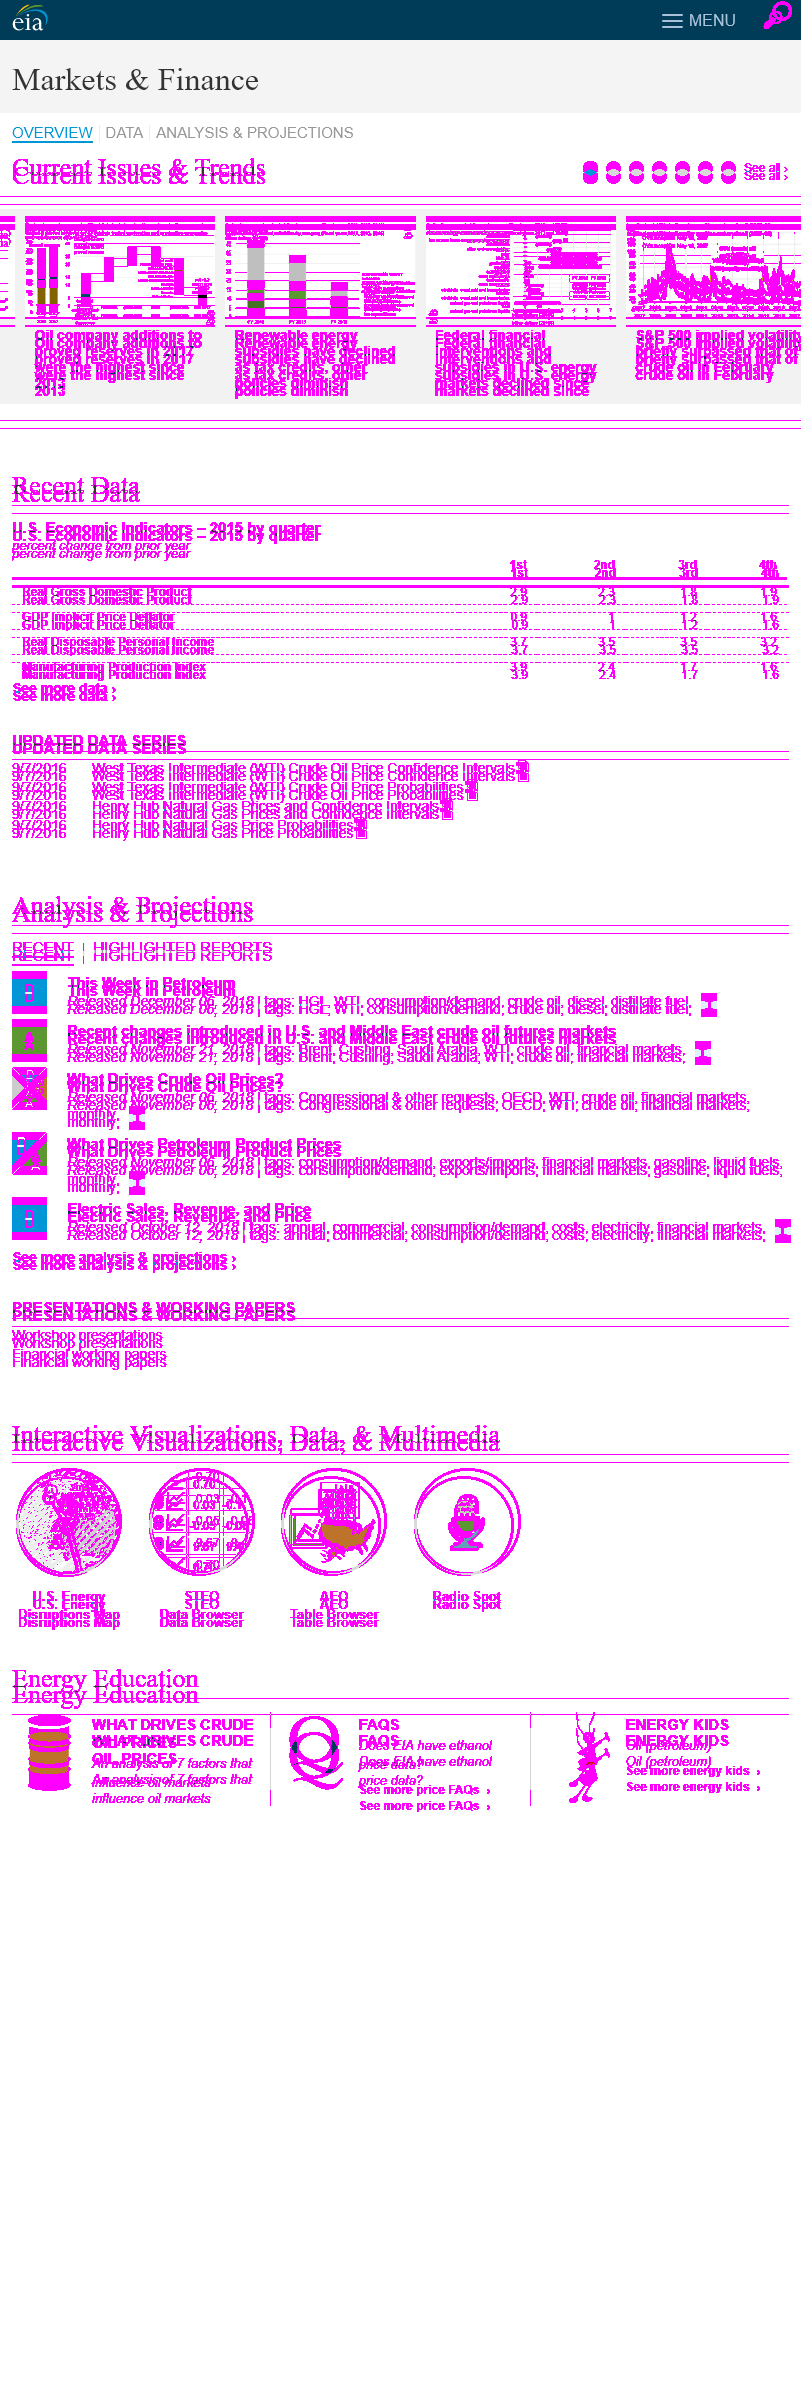 eia
MENU
Markets & Finance
OVERVIEW | DATA | ANALYSIS & PROJECTIONS
Current Issues & Trends
See all ›
Oil company additions to
proved reserves in 2017
were the highest since
2013
Renewable energy
subsidies have declined
as tax credits, other
policies diminish
Federal financial
interventions and
subsidies in U.S. energy
markets declined since
S&P 500 implied volatility
briefly surpassed that of
crude oil in February
Recent Data
U.S. Economic Indicators – 2015 by quarter
percent change from prior year
1st 2nd 3rd 4th
Real Gross Domestic Product 2.9 2.3 1.8 1.9
GDP Implicit Price Deflator 0.9 1 1.2 1.6
Real Disposable Personal Income 3.7 3.5 3.5 3.2
Manufacturing Production Index 3.9 2.4 1.7 1.6
See more data ›
UPDATED DATA SERIES
9/7/2016 West Texas Intermediate (WTI) Crude Oil Price Confidence Intervals
9/7/2016 West Texas Intermediate (WTI) Crude Oil Price Probabilities
9/7/2016 Henry Hub Natural Gas Prices and Confidence Intervals
9/7/2016 Henry Hub Natural Gas Price Probabilities
Analysis & Projections
RECENT | HIGHLIGHTED REPORTS
This Week in Petroleum
Released December 06, 2018 | tags: HGL, WTI, consumption/demand, crude oil, diesel, distillate fuel,
Recent changes introduced in U.S. and Middle East crude oil futures markets
Released November 21, 2018 | tags: Brent, Cushing, Saudi Arabia, WTI, crude oil, financial markets,
What Drives Crude Oil Prices?
Released November 06, 2018 | tags: Congressional & other requests, OECD, WTI, crude oil, financial markets,
monthly,
What Drives Petroleum Product Prices
Released November 06, 2018 | tags: consumption/demand, exports/imports, financial markets, gasoline, liquid fuels,
monthly,
Electric Sales, Revenue, and Price
Released October 12, 2018 | tags: annual, commercial, consumption/demand, costs, electricity, financial markets,
See more analysis & projections ›
PRESENTATIONS & WORKING PAPERS
Workshop presentations
Financial working papers
Interactive Visualizations, Data, & Multimedia
U.S. Energy
Disruptions Map
STEO
Data Browser
AEO
Table Browser
Radio Spot
Energy Education
WHAT DRIVES CRUDE
OIL PRICES
An analysis of 7 factors that
influence oil markets
FAQS
Does EIA have ethanol
price data?
See more price FAQs ›
ENERGY KIDS
Oil (petroleum)
See more energy kids ›